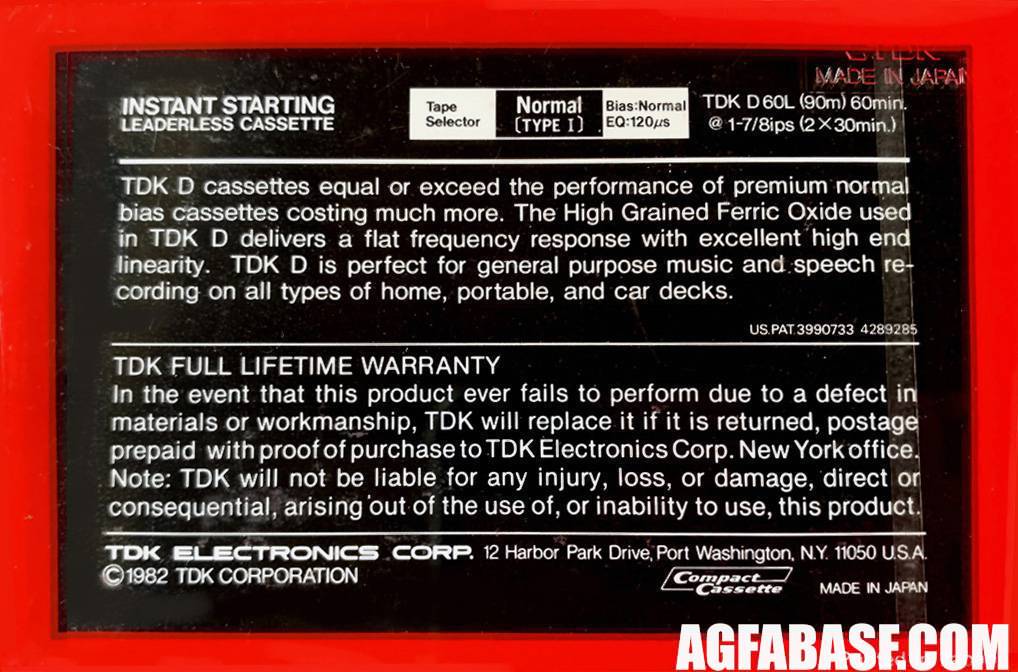 MADE IN JAPAN
INSTANT STARTING
LEADERLESS CASSETTE
Tape
Selector
Normal
(TYPE I)
Bias:Normal
EQ:120μs
TDK D60L (90m) 60min.
@ 1-7/8ips (2×30min.)
TDK D cassettes equal or exceed the performance of premium normal
bias cassettes costing much more. The High Grained Ferric Oxide used
in TDK D delivers a flat frequency response with excellent high end
linearity. TDK D is perfect for general purpose music and speech re-
cording on all types of home, portable, and car decks.
US.PAT.3990733 4289285
TDK FULL LIFETIME WARRANTY
In the event that this product ever fails to perform due to a defect in
materials or workmanship, TDK will replace it if it is returned, postage
prepaid with proof of purchase to TDK Electronics Corp. New York office.
Note: TDK will not be liable for any injury, loss, or damage, direct or
consequential, arising out of the use of, or inability to use, this product.
TDK ELECTRONICS CORP. 12 Harbor Park Drive, Port Washington, N.Y. 11050 U.S.A.
©1982 TDK CORPORATION
Compact
Cassette
MADE IN JAPAN
AGFABASE.COM